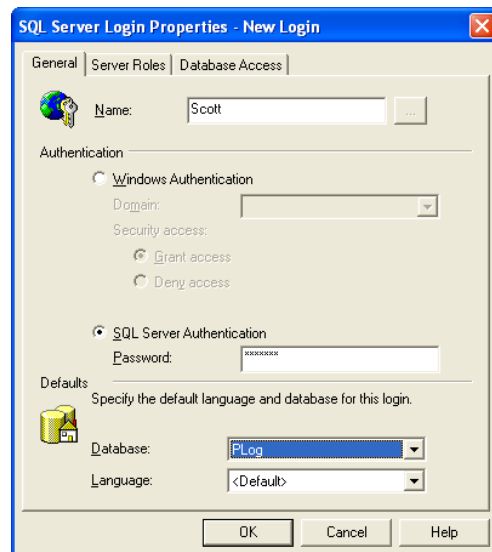 SQL Server Login Properties - New Login
General Server Roles Database Access
Name: Scott ...
Authentication
Windows Authentication
Domain:
Security access:
Grant access
Deny access
SQL Server Authentication
Password: *******
Defaults
Specify the default language and database for this login.
Database: PLog
Language: <Default>
OK Cancel Help